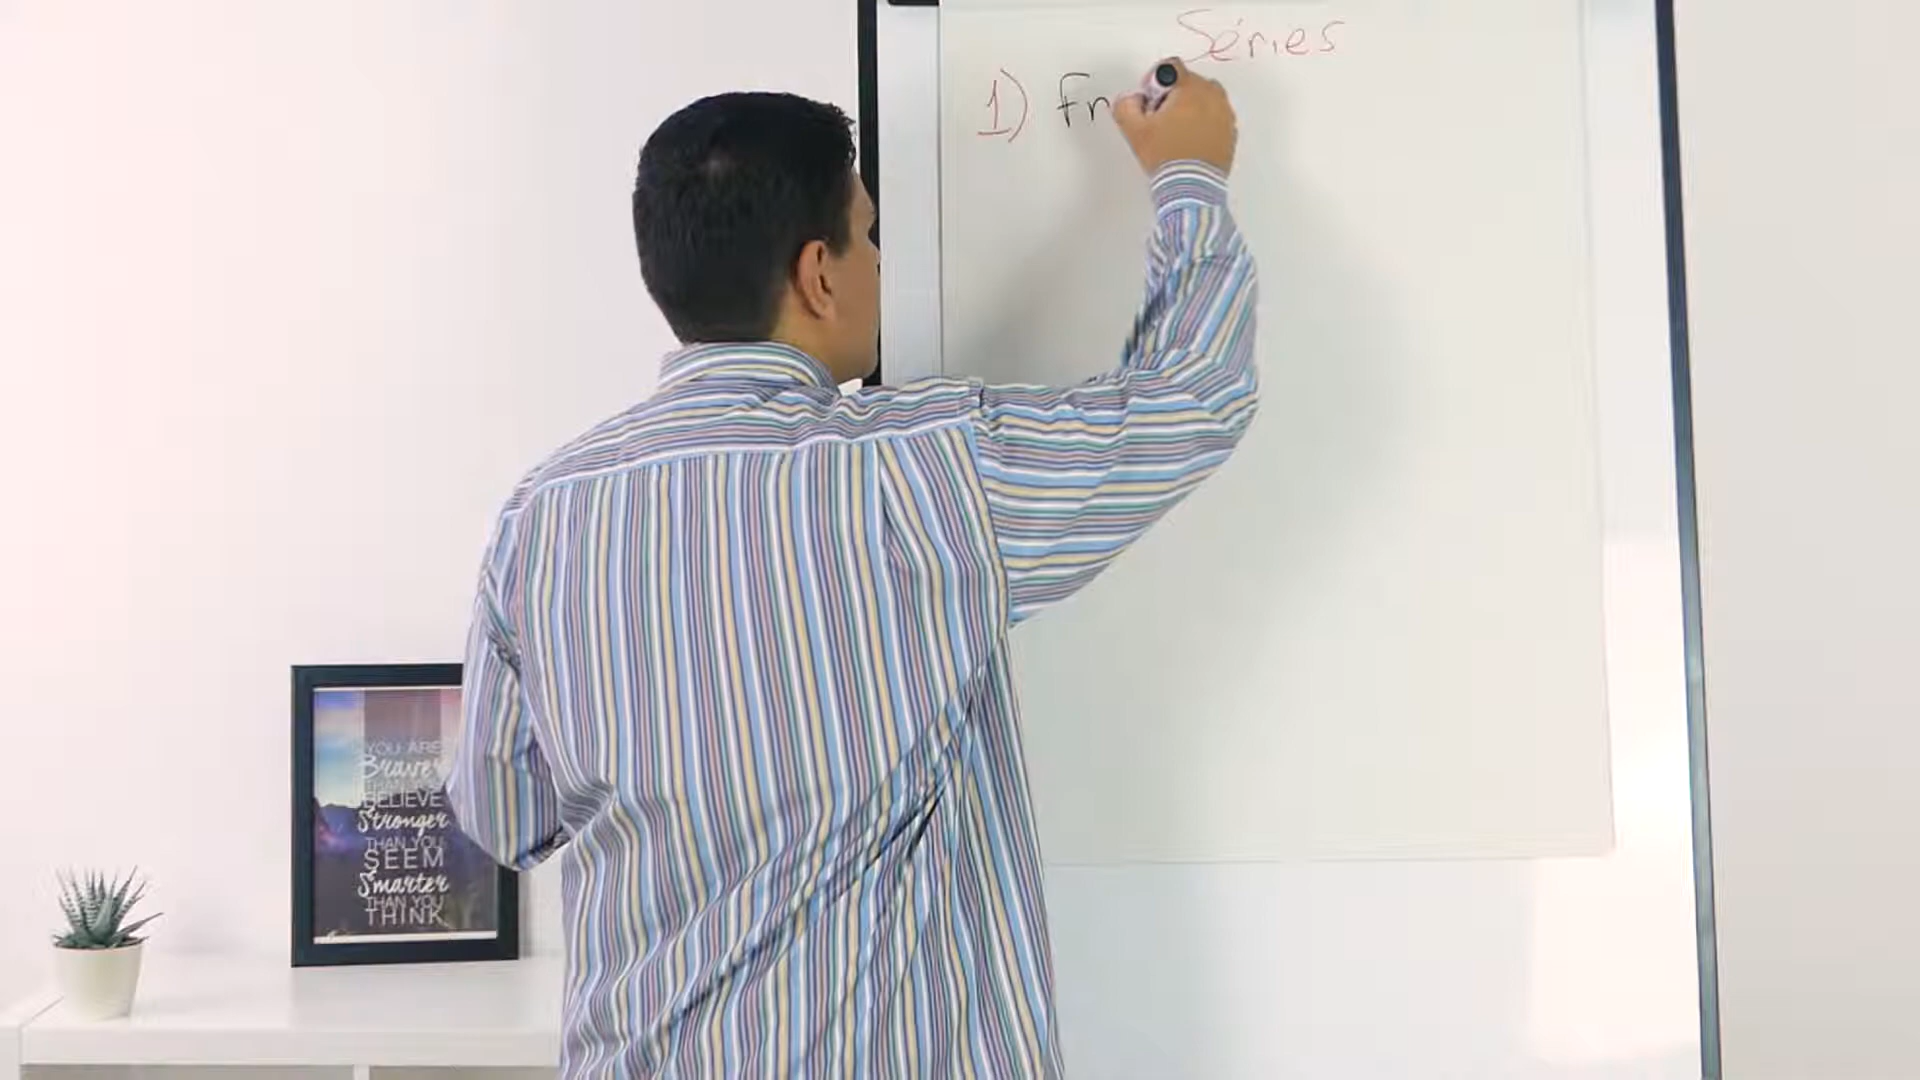 Séries
1) Fr
YOU ARE
Braver
THAN YOU
BELIEVE
Stronger
THAN YOU
SEEM
Smarter
THAN YOU
THINK